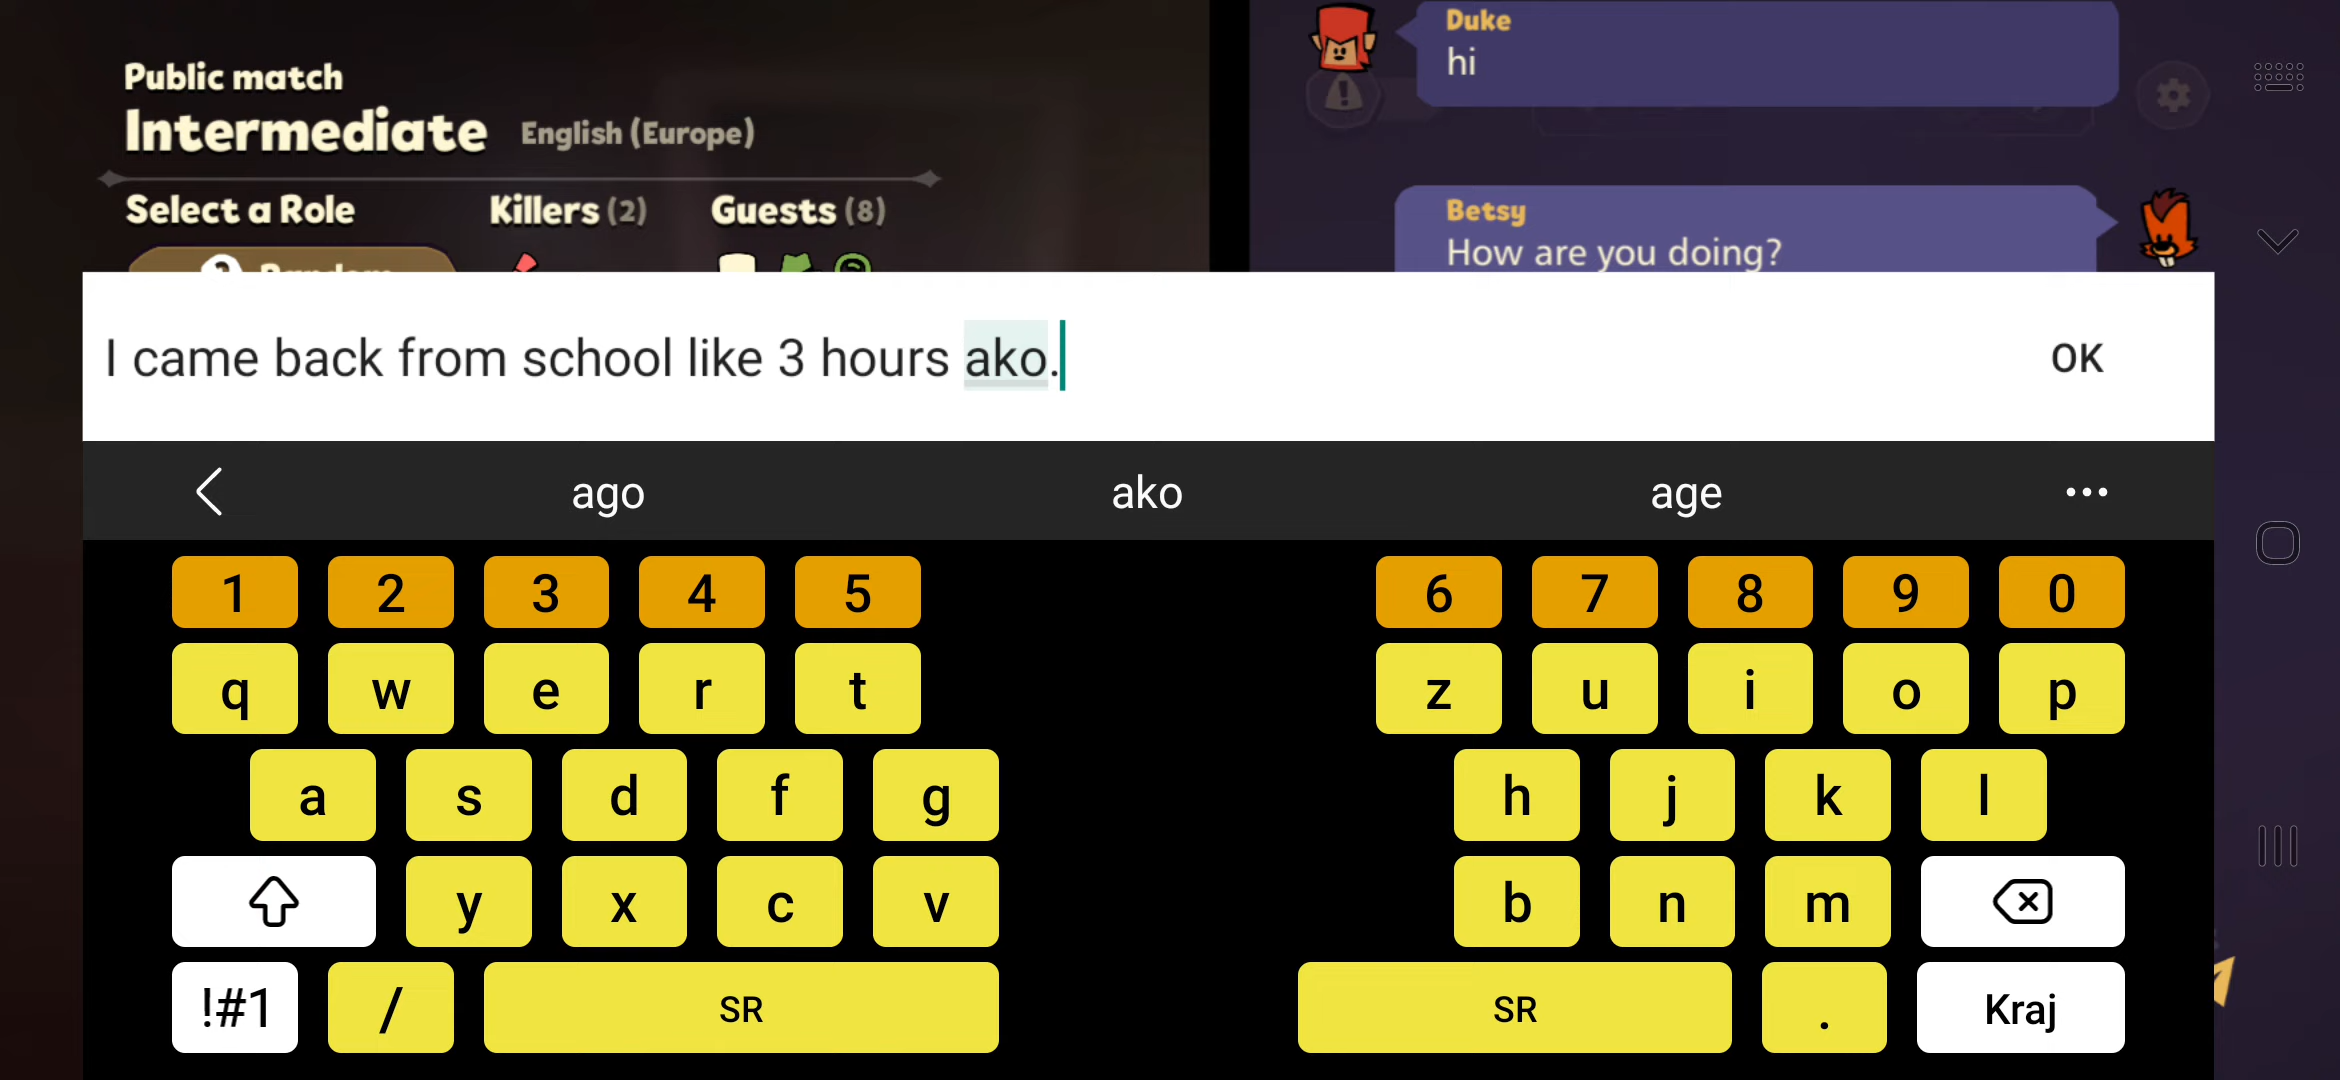 Public match
Intermediate English (Europe)
Select a Role Killers (2) Guests (8)
Random
Duke
hi
Betsy
How are you doing?
I came back from school like 3 hours ako.
OK
ago ako age
1 2 3 4 5 6 7 8 9 0
q w e r t z u i o p
a s d f g h j k l
y x c v b n m
!#1 / SR SR . Kraj